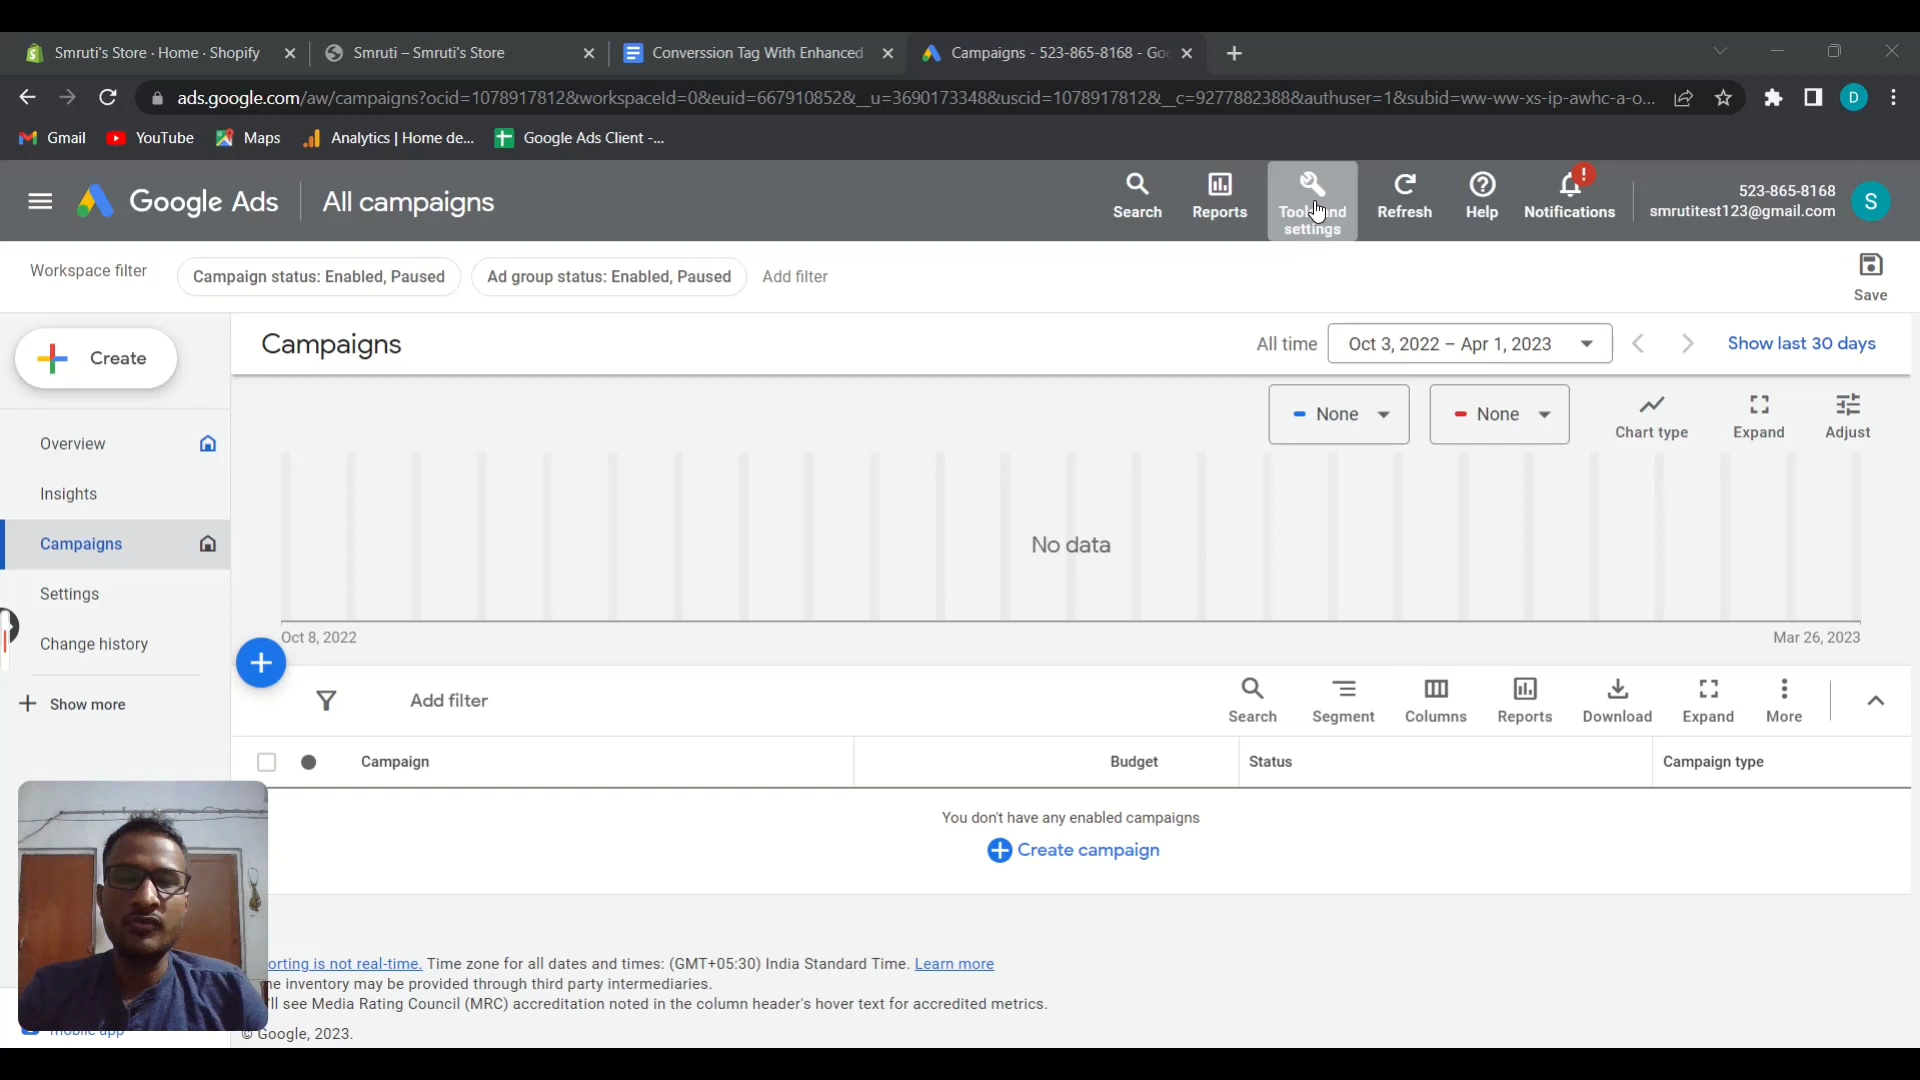 Smruti's Store · Home · Shopify
Smruti – Smruti's Store
Converssion Tag With Enhanced
Campaigns - 523-865-8168 - Goo
ads.google.com/aw/campaigns?ocid=1078917812&workspaceId=0&euid=667910852&__u=3690173348&uscid=1078917812&__c=9277882388&authuser=1&subid=ww-ww-xs-ip-awhc-a-o...
D
Gmail
YouTube
Maps
Analytics | Home de...
Google Ads Client -...
Google Ads
All campaigns
Search
Reports
Tools and
settings
Refresh
Help
Notifications
523-865-8168
smrutitest123@gmail.com
S
Workspace filter
Campaign status: Enabled, Paused
Ad group status: Enabled, Paused
Add filter
Save
Create
Campaigns
All time
Oct 3, 2022 – Apr 1, 2023
Show last 30 days
None
None
Chart type
Expand
Adjust
Overview
Insights
Campaigns
Settings
Change history
Show more
No data
Oct 8, 2022
Mar 26, 2023
Add filter
Search
Segment
Columns
Reports
Download
Expand
More
Campaign
Budget
Status
Campaign type
You don't have any enabled campaigns
Create campaign
orting is not real-time. Time zone for all dates and times: (GMT+05:30) India Standard Time. Learn more
ne inventory may be provided through third party intermediaries.
'll see Media Rating Council (MRC) accreditation noted in the column header's hover text for accredited metrics.
© Google, 2023.
mobile app